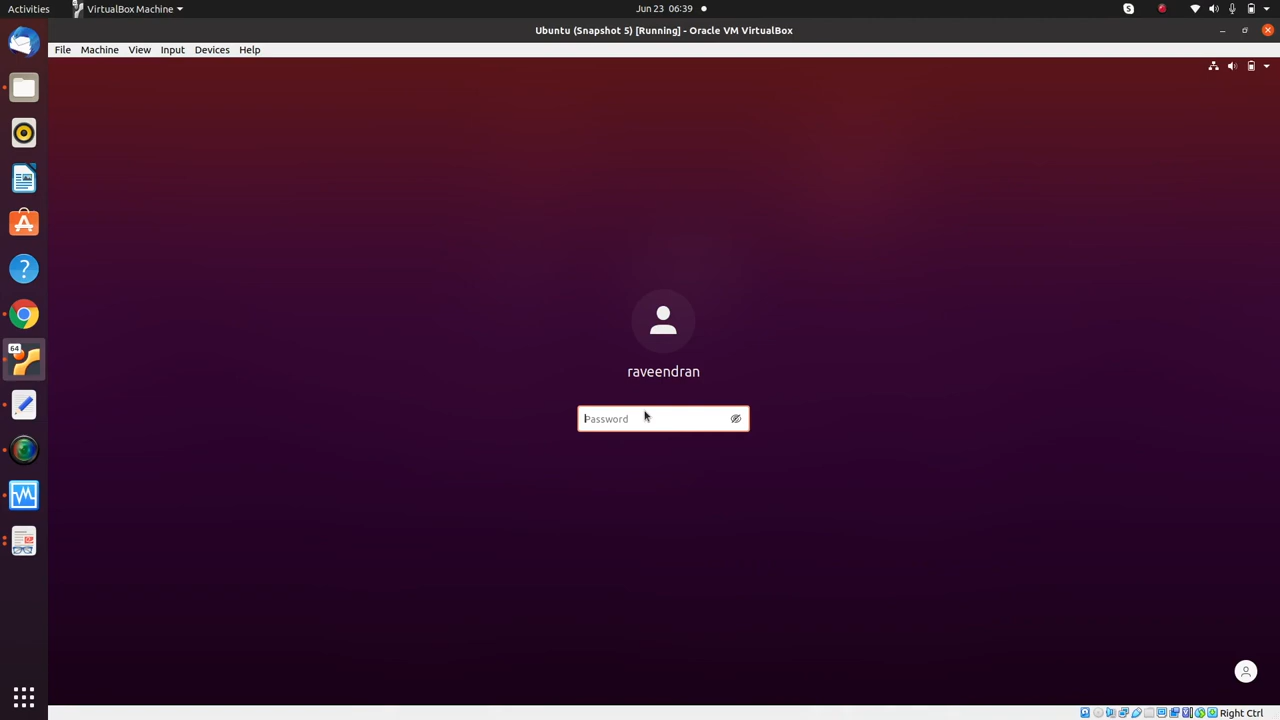 Activities VirtualBox Machine Jun 23 06:39
Ubuntu (Snapshot 5) [Running] - Oracle VM VirtualBox
File Machine View Input Devices Help
raveendran
Password
64
Right Ctrl